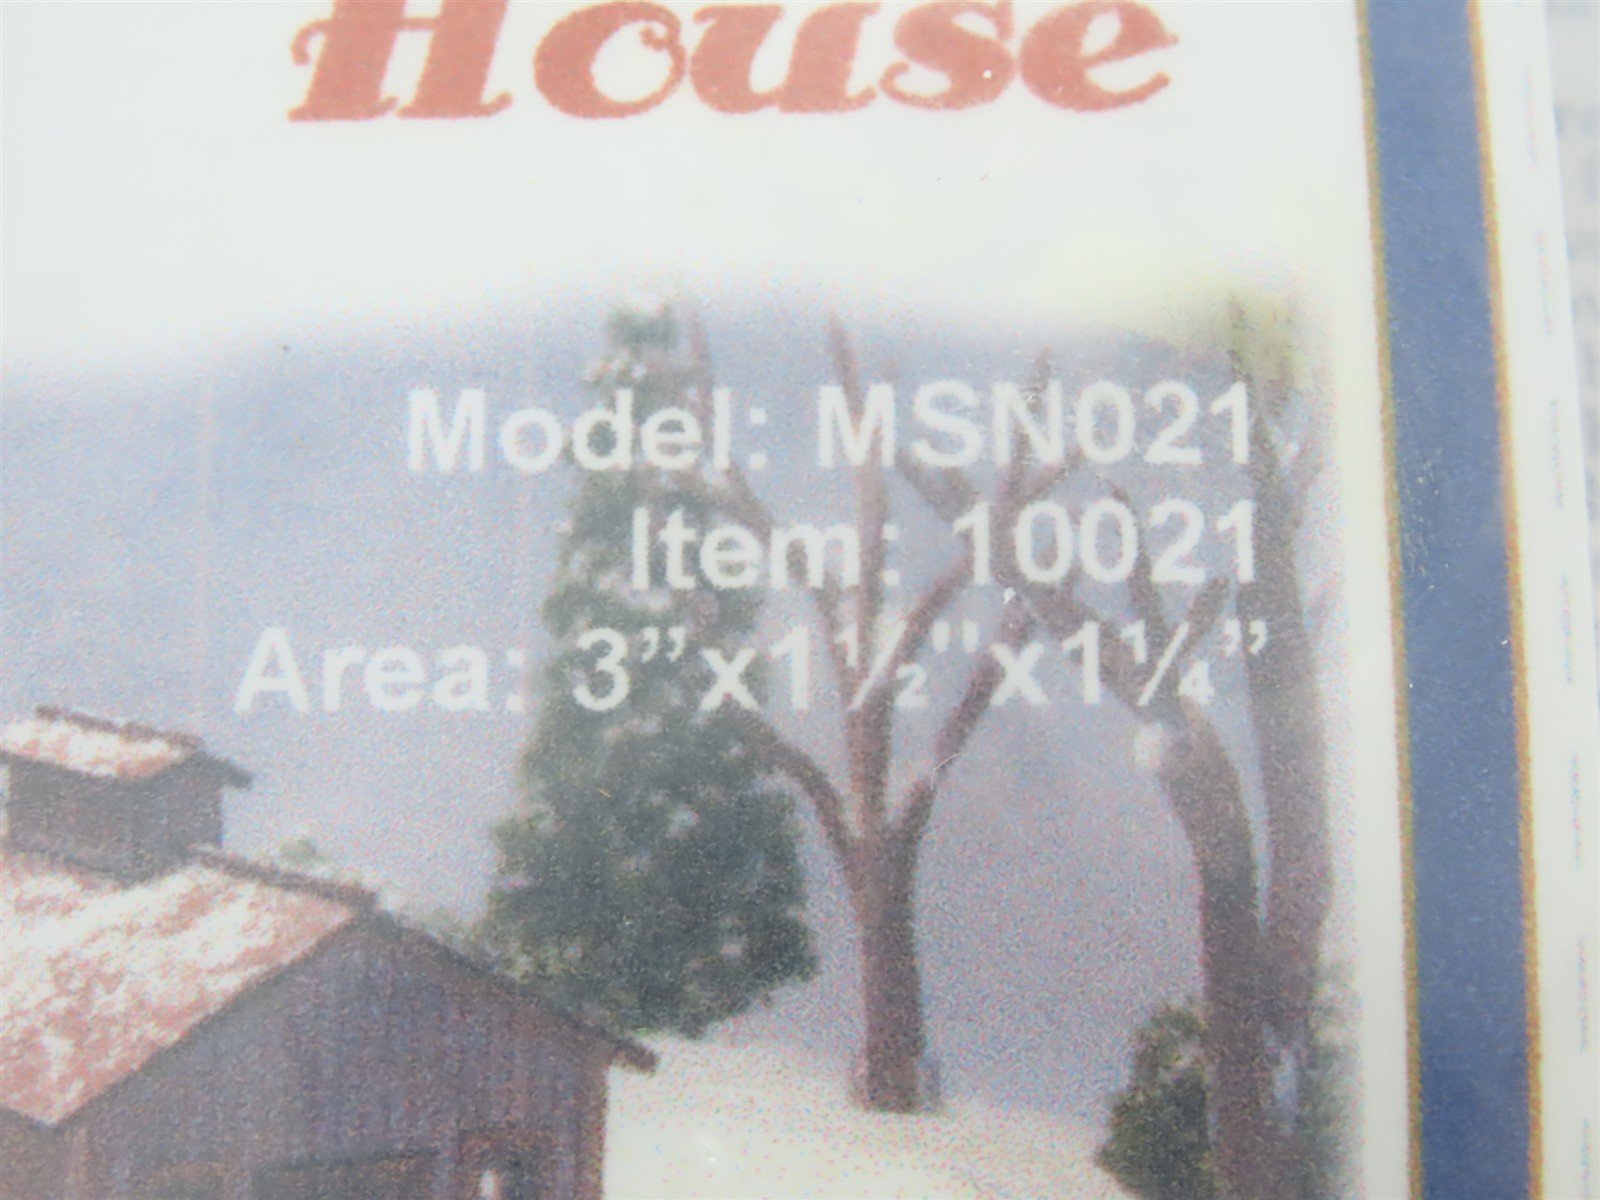 House
Model: MSN021
Item: 10021
Area: 3”x1½"x1¼”